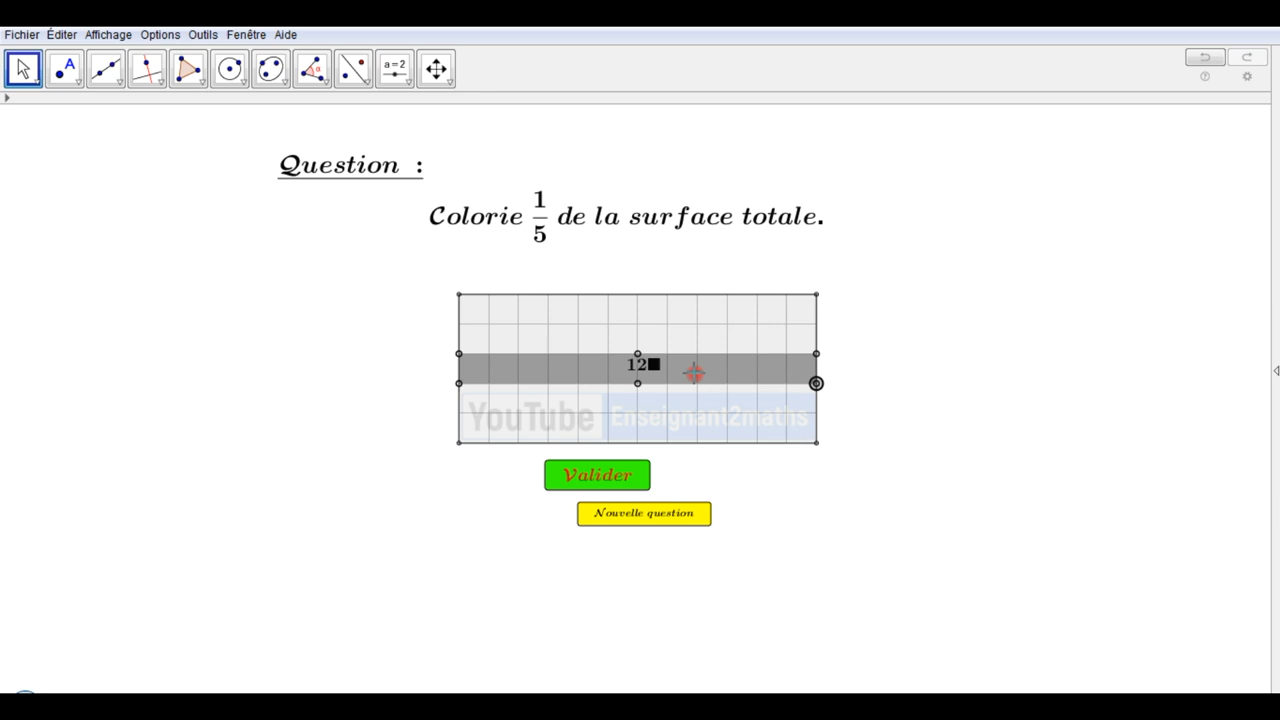 Fichier Éditer Affichage Options Outils Fenêtre Aide
A
α
a = 2
Question :
Colorie 1/5 de la surface totale.
12■
YouTube Enseignant2maths
Valider
Nouvelle question